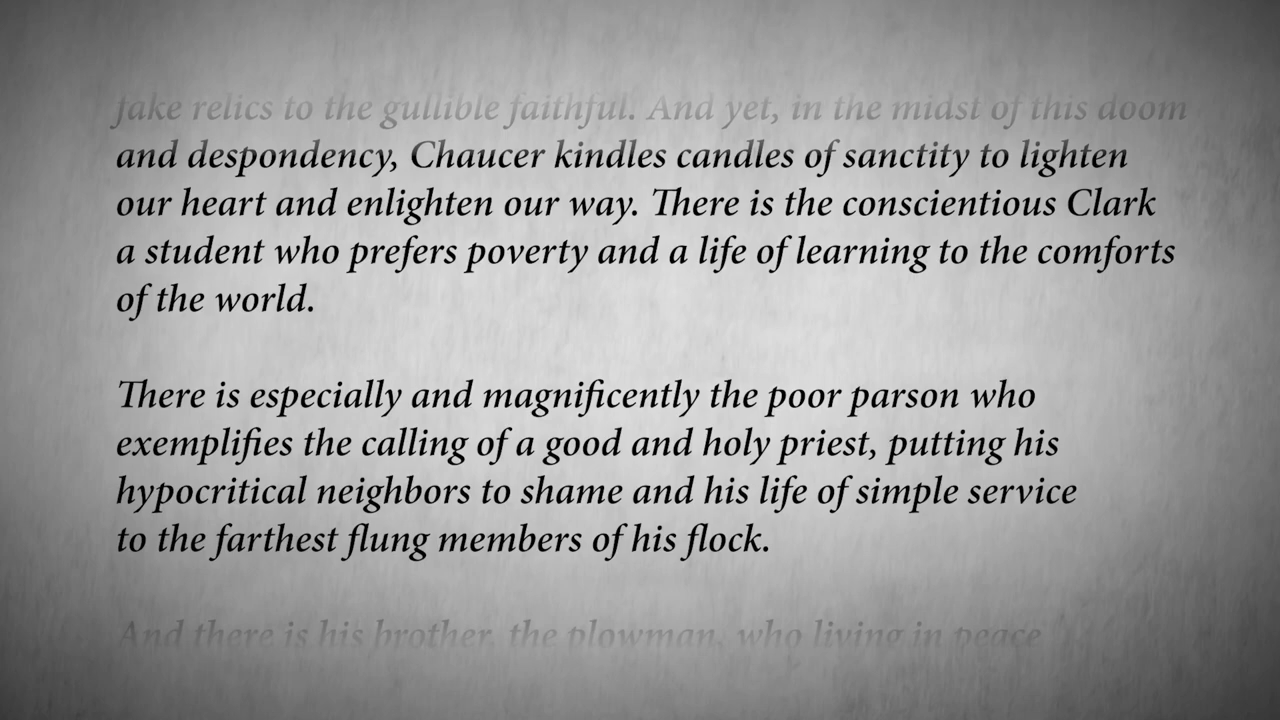 fake relics to the gullible faithful. And yet, in the midst of this doom
and despondency, Chaucer kindles candles of sanctity to lighten
our heart and enlighten our way. There is the conscientious Clark
a student who prefers poverty and a life of learning to the comforts
of the world.
There is especially and magnificently the poor parson who
exemplifies the calling of a good and holy priest, putting his
hypocritical neighbors to shame and his life of simple service
to the farthest flung members of his flock.
And there is his brother, the plowman, who living in peace